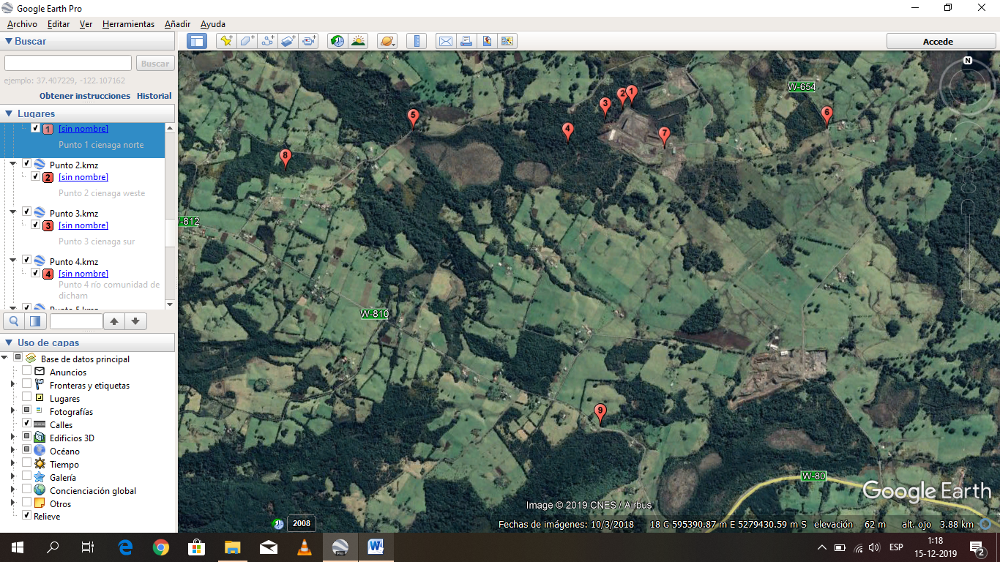 Google Earth Pro
Archivo Editar Ver Herramientas Añadir Ayuda
Buscar
Buscar
ejemplo: 37.407229, -122.107162
Obtener instrucciones Historial
Lugares
1 [sin nombre]
Punto 1 cienaga norte
Punto 2.kmz
2 [sin nombre]
Punto 2 cienaga weste
Punto 3.kmz
3 [sin nombre]
Punto 3 cienaga sur
Punto 4.kmz
4 [sin nombre]
Punto 4 río comunidad de
dicham
Uso de capas
Base de datos principal
Anuncios
Fronteras y etiquetas
Lugares
Fotografías
Calles
Edificios 3D
Océano
Tiempo
Galería
Concienciación global
Otros
Relieve
Accede
N
W-654
1
2
3
4
5
6
7
8
-812
W-810
9
W-80
Google Earth
Image © 2019 CNES / Airbus
2008
Fechas de imágenes: 10/3/2018 18 G 595390.87 m E 5279430.59 m S elevación 62 m alt. ojo 3.88 km
Pro
W
ESP
1:18
15-12-2019
2